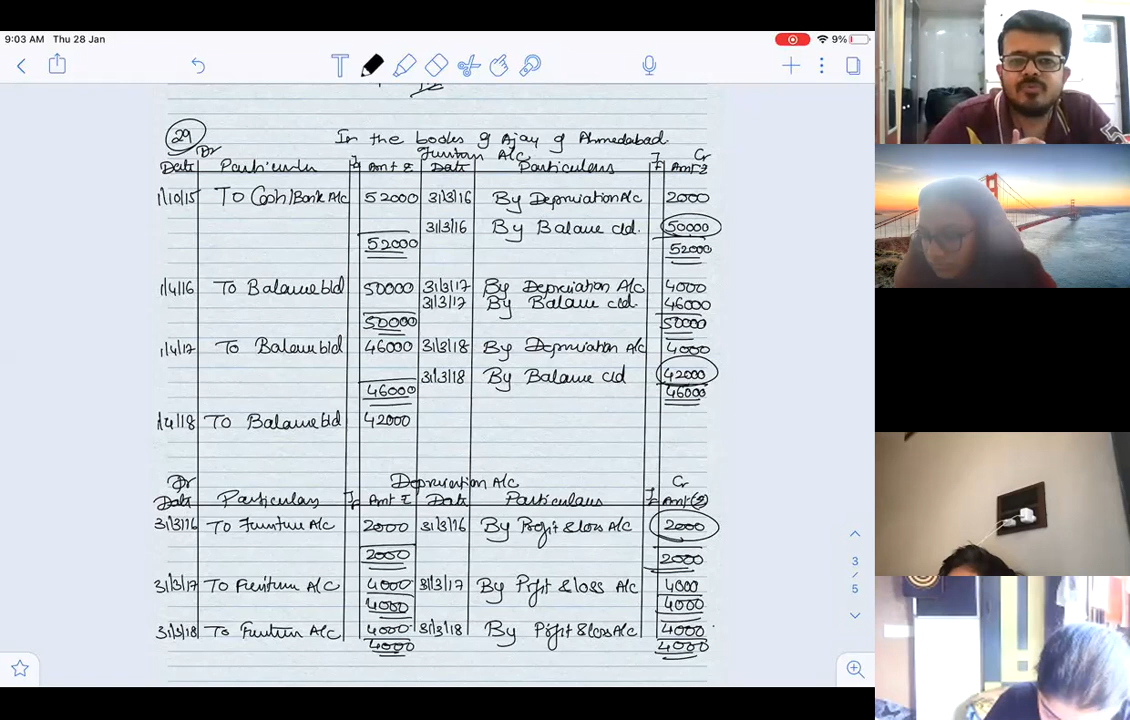 9:03 AM Thu 28 Jan
9%
29 In the books of Ajay of Ahmedabad
Dr Furniture A/c Cr
Date Particulars J/F Amt ₹ Date Particulars J/F Amt ₹
1/10/15 To Cash/Bank A/c 52000 31/3/16 By Depreciation A/c 2000
31/3/16 By Balance c/d. 50000
52000 52000
1/4/16 To Balance b/d 50000 31/3/17 By Depreciation A/c 4000
31/3/17 By Balance c/d. 46000
50000 50000
1/4/17 To Balance b/d 46000 31/3/18 By Depreciation A/c 4000
31/3/18 By Balance c/d 42000
46000 46000
1/4/18 To Balance b/d 42000
Dr Depreciation A/c Cr
Date Particulars J/F Amt ₹ Date Particulars J/F Amt (₹)
31/3/16 To Furniture A/c 2000 31/3/16 By Profit & loss A/c 2000
2000 2000
31/3/17 To Furniture A/c 4000 31/3/17 By Profit & loss A/c 4000
4000 4000
31/3/18 To Furniture A/c 4000 31/3/18 By Profit & loss A/c 4000
4000 4000
3
/
5